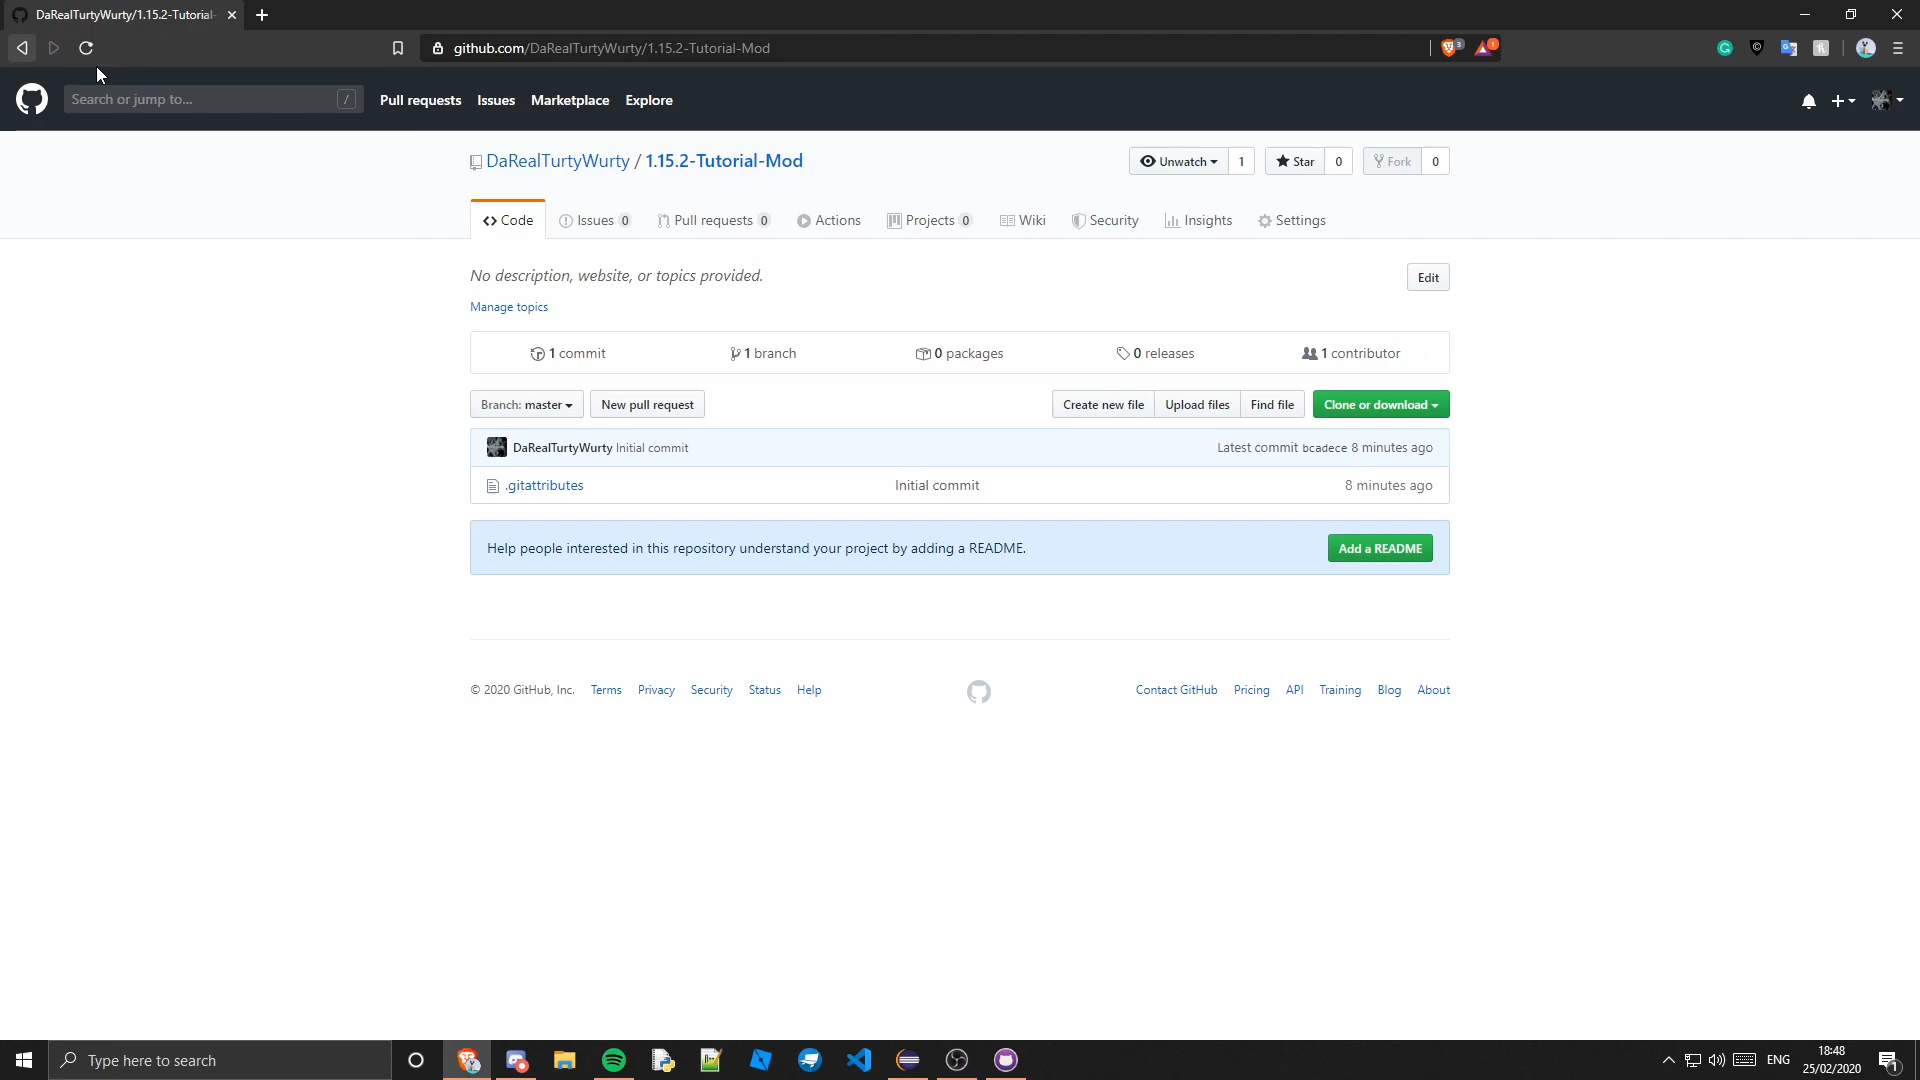 DaRealTurtyWurty/1.15.2-Tutorial-
github.com/DaRealTurtyWurty/1.15.2-Tutorial-Mod
3
1
Search or jump to...
/
Pull requests
Issues
Marketplace
Explore
DaRealTurtyWurty / 1.15.2-Tutorial-Mod
Unwatch 1
Star 0
Fork 0
Code
Issues 0
Pull requests 0
Actions
Projects 0
Wiki
Security
Insights
Settings
No description, website, or topics provided.
Edit
Manage topics
1 commit
1 branch
0 packages
0 releases
1 contributor
Branch: master
New pull request
Create new file
Upload files
Find file
Clone or download
DaRealTurtyWurty Initial commit
Latest commit bcadece 8 minutes ago
.gitattributes
Initial commit
8 minutes ago
Help people interested in this repository understand your project by adding a README.
Add a README
© 2020 GitHub, Inc.
Terms
Privacy
Security
Status
Help
Contact GitHub
Pricing
API
Training
Blog
About
Type here to search
ENG
18:48
25/02/2020
1